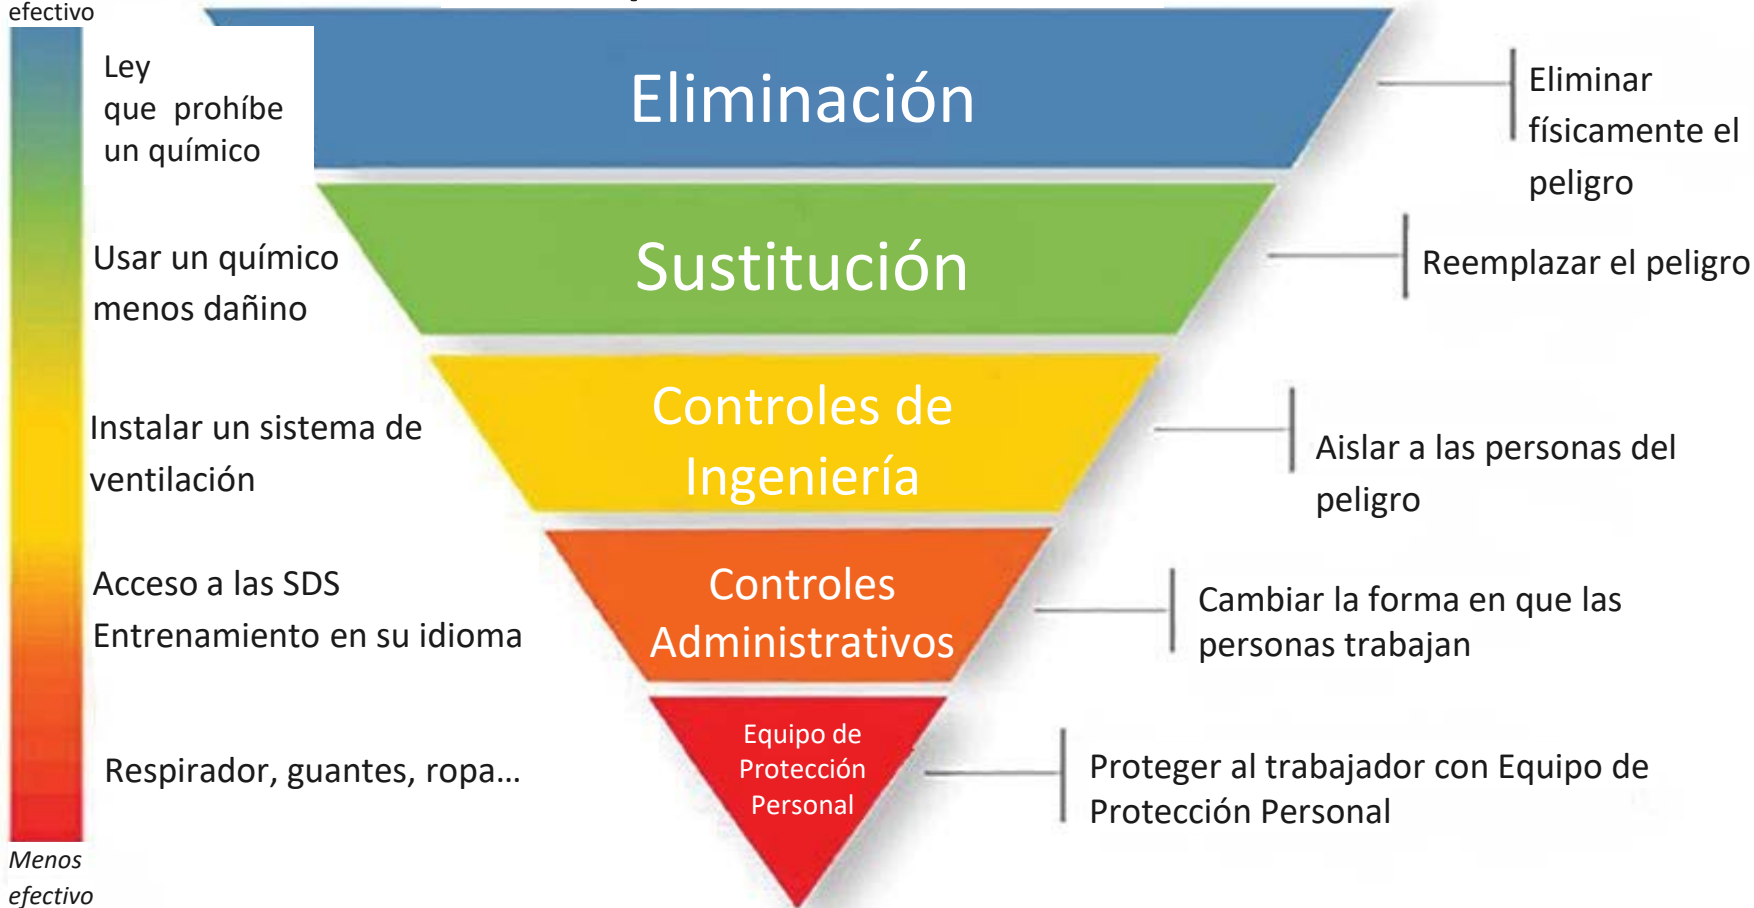 efectivo
Ley
que prohíbe
un químico
Eliminación
Eliminar
físicamente el
peligro
Usar un químico
menos dañino
Sustitución
Reemplazar el peligro
Instalar un sistema de
ventilación
Controles de
Ingeniería
Aislar a las personas del
peligro
Acceso a las SDS
Entrenamiento en su idioma
Controles
Administrativos
Cambiar la forma en que las
personas trabajan
Respirador, guantes, ropa…
Equipo de
Protección
Personal
Proteger al trabajador con Equipo de
Protección Personal
Menos
efectivo